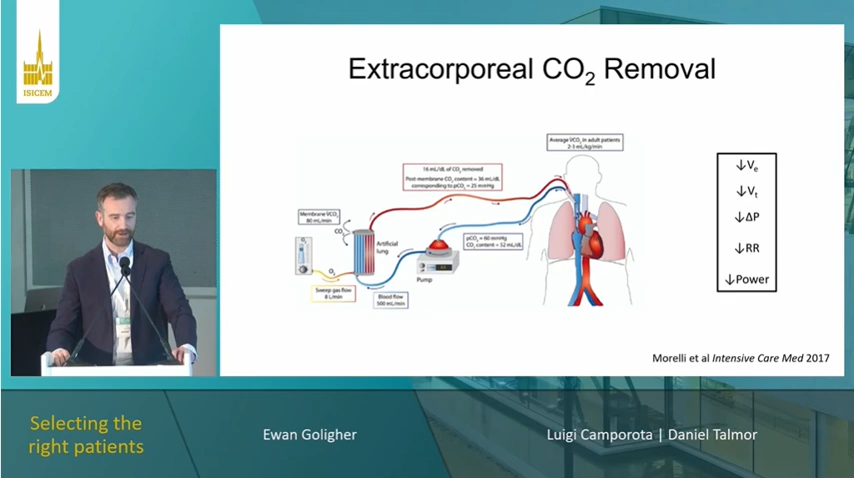 ISICEM
Extracorporeal CO₂ Removal
Average V̇CO₂ in adult patients
2-3 mL/kg/min
16 mL/dL of CO₂ removed
Post-membrane CO₂ content = 36 mL/dL
corresponding to pCO₂ = 25 mmHg
Membrane V̇CO₂
80 mL/min
CO₂
O₂
Artificial
lung
pCO₂ = 60 mmHg
CO₂ content = 52 mL/dL
Pump
O₂
Sweep gas flow
8 L/min
Blood flow
500 mL/min
↓Vₑ
↓Vₜ
↓ΔP
↓RR
↓Power
Morelli et al Intensive Care Med 2017
Selecting the
right patients
Ewan Goligher
Luigi Camporota | Daniel Talmor